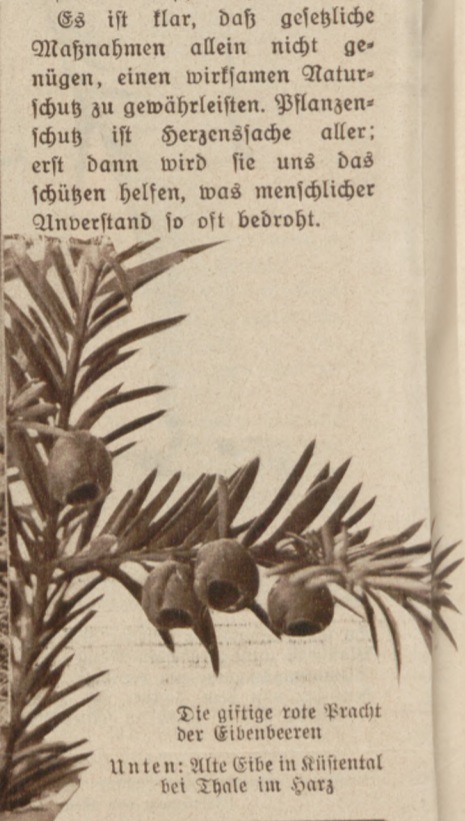 Es ist klar, daß gesetzliche
Maßnahmen allein nicht ge-
nügen, einen wirksamen Natur-
schutz zu gewährleisten. Pflanzen-
schutz ist Herzenssache aller;
erst dann wird sie uns das
schützen helfen, was menschlicher
Unverstand so oft bedroht.
Die giftige rote Pracht
der Eibenbeeren
Unten: Alte Eibe in Küstental
bei Thale im Harz